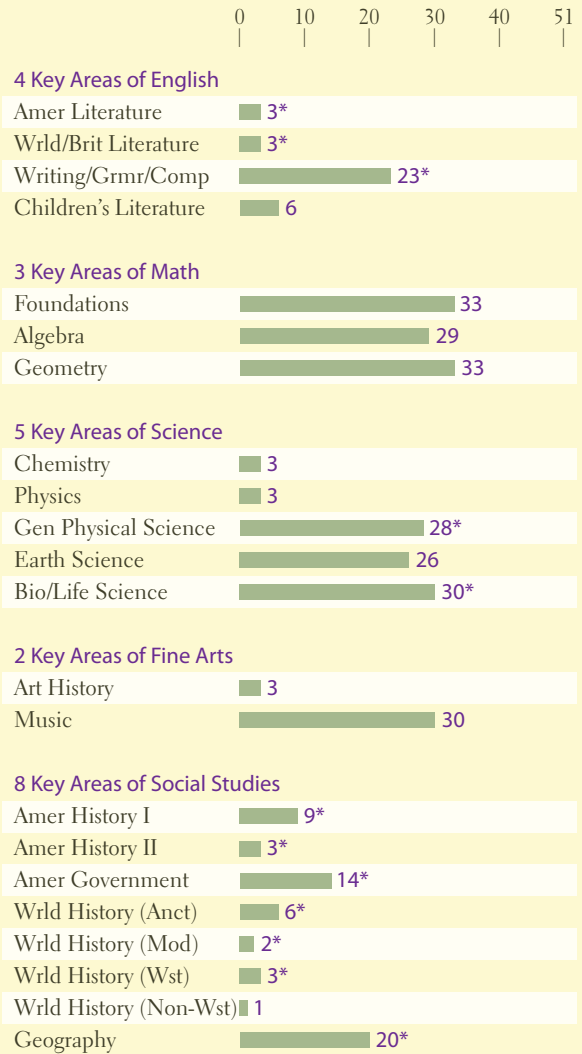 0 10 20 30 40 51
4 Key Areas of English
Amer Literature 3*
Wrld/Brit Literature 3*
Writing/Grmr/Comp 23*
Children's Literature 6
3 Key Areas of Math
Foundations 33
Algebra 29
Geometry 33
5 Key Areas of Science
Chemistry 3
Physics 3
Gen Physical Science 28*
Earth Science 26
Bio/Life Science 30*
2 Key Areas of Fine Arts
Art History 3
Music 30
8 Key Areas of Social Studies
Amer History I 9*
Amer History II 3*
Amer Government 14*
Wrld History (Anct) 6*
Wrld History (Mod) 2*
Wrld History (Wst) 3*
Wrld History (Non-Wst) 1
Geography 20*